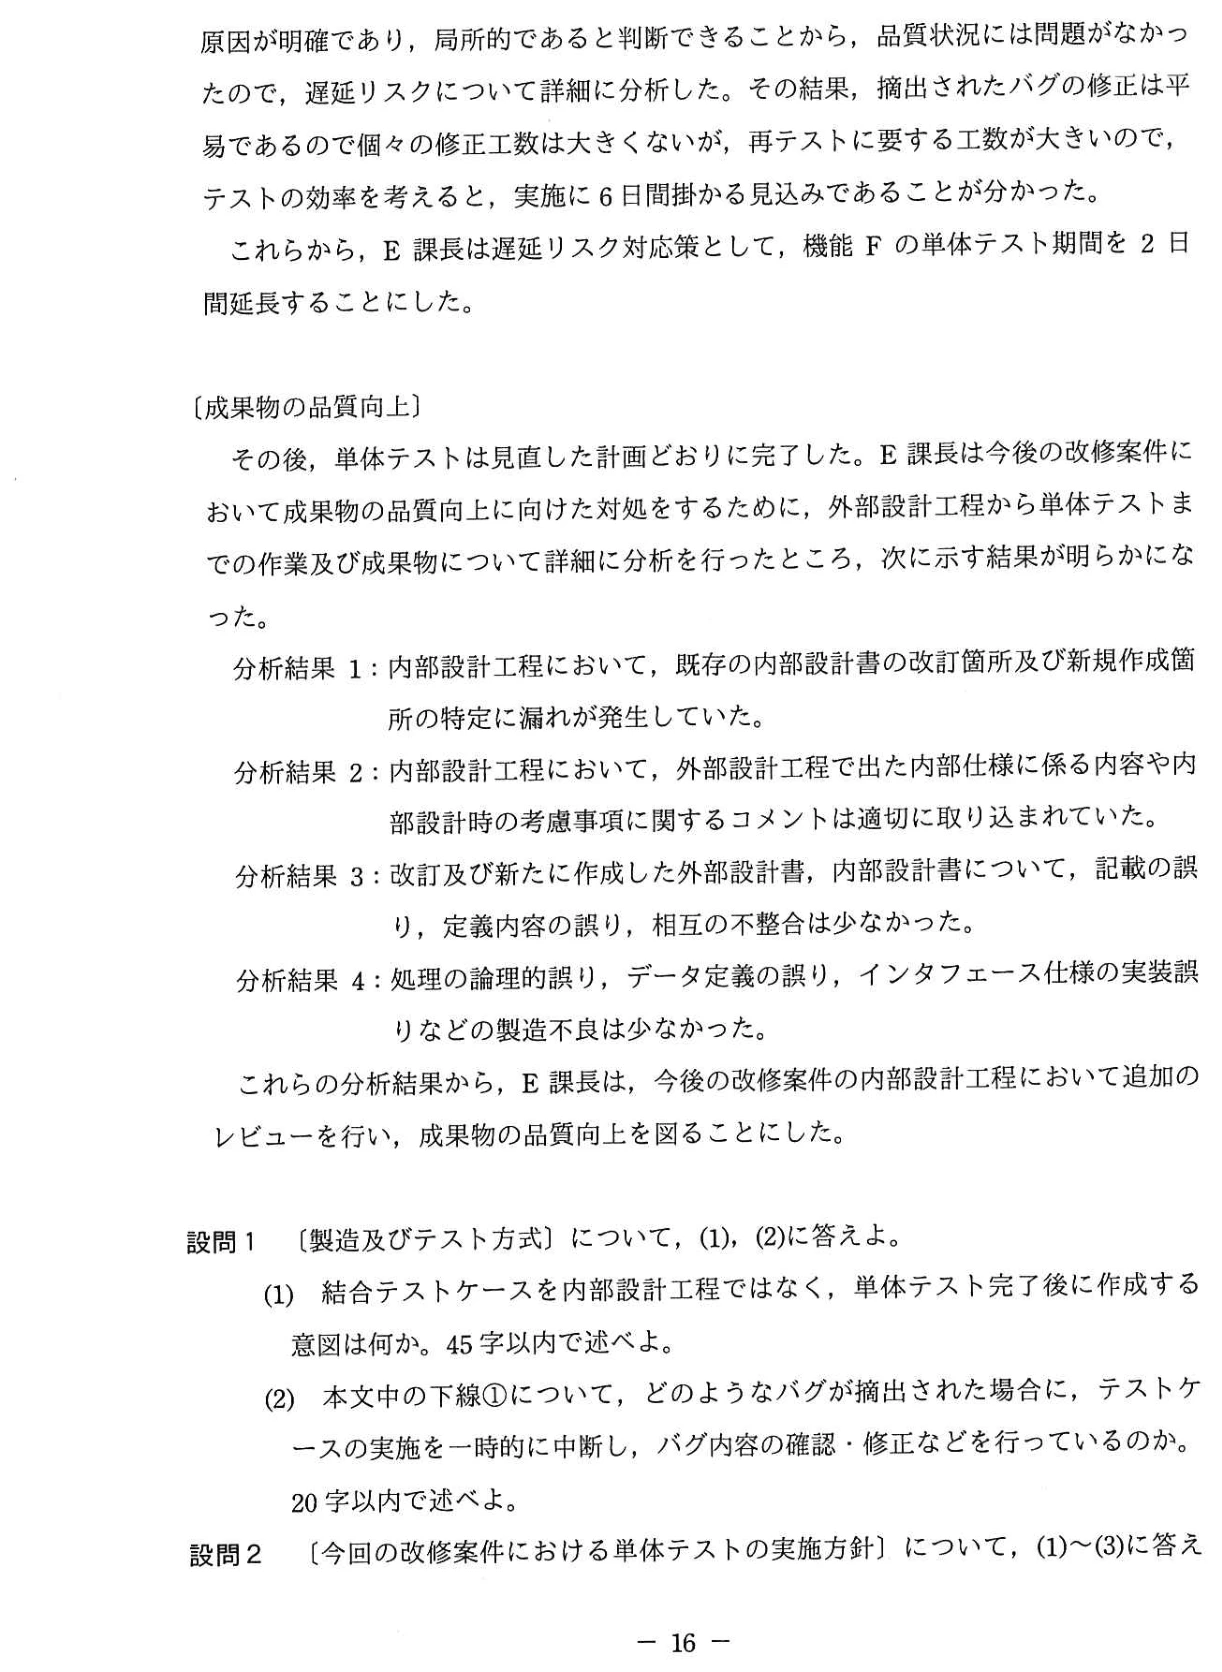 原因が明確であり，局所的であると判断できることから，品質状況には問題がなかっ
たので，遅延リスクについて詳細に分析した。その結果，摘出されたバグの修正は平
易であるので個々の修正工数は大きくないが，再テストに要する工数が大きいので，
テストの効率を考えると，実施に 6 日間掛かる見込みであることが分かった。
これらから，E 課長は遅延リスク対応策として，機能 F の単体テスト期間を 2 日
間延長することにした。
〔成果物の品質向上〕
その後，単体テストは見直した計画どおりに完了した。E 課長は今後の改修案件に
おいて成果物の品質向上に向けた対処をするために，外部設計工程から単体テストま
での作業及び成果物について詳細に分析を行ったところ，次に示す結果が明らかにな
った。
分析結果 1：内部設計工程において，既存の内部設計書の改訂箇所及び新規作成箇
所の特定に漏れが発生していた。
分析結果 2：内部設計工程において，外部設計工程で出た内部仕様に係る内容や内
部設計時の考慮事項に関するコメントは適切に取り込まれていた。
分析結果 3：改訂及び新たに作成した外部設計書，内部設計書について，記載の誤
り，定義内容の誤り，相互の不整合は少なかった。
分析結果 4：処理の論理的誤り，データ定義の誤り，インタフェース仕様の実装誤
りなどの製造不良は少なかった。
これらの分析結果から，E 課長は，今後の改修案件の内部設計工程において追加の
レビューを行い，成果物の品質向上を図ることにした。
設問１ 〔製造及びテスト方式〕について，(1)，(2)に答えよ。
(1) 結合テストケースを内部設計工程ではなく，単体テスト完了後に作成する
意図は何か。45 字以内で述べよ。
(2) 本文中の下線①について，どのようなバグが摘出された場合に，テストケ
ースの実施を一時的に中断し，バグ内容の確認・修正などを行っているのか。
20 字以内で述べよ。
設問２ 〔今回の改修案件における単体テストの実施方針〕について，(1)～(3)に答え
－ 16 －